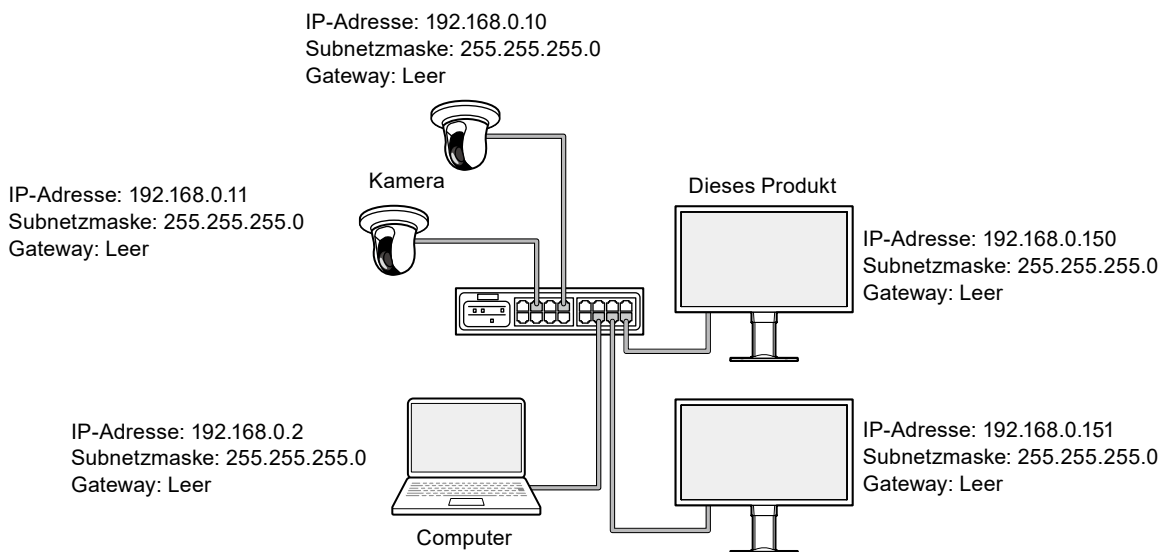 IP-Adresse: 192.168.0.10
Subnetzmaske: 255.255.255.0
Gateway: Leer
Kamera
IP-Adresse: 192.168.0.11
Subnetzmaske: 255.255.255.0
Gateway: Leer
Dieses Produkt
IP-Adresse: 192.168.0.150
Subnetzmaske: 255.255.255.0
Gateway: Leer
IP-Adresse: 192.168.0.2
Subnetzmaske: 255.255.255.0
Gateway: Leer
Computer
IP-Adresse: 192.168.0.151
Subnetzmaske: 255.255.255.0
Gateway: Leer